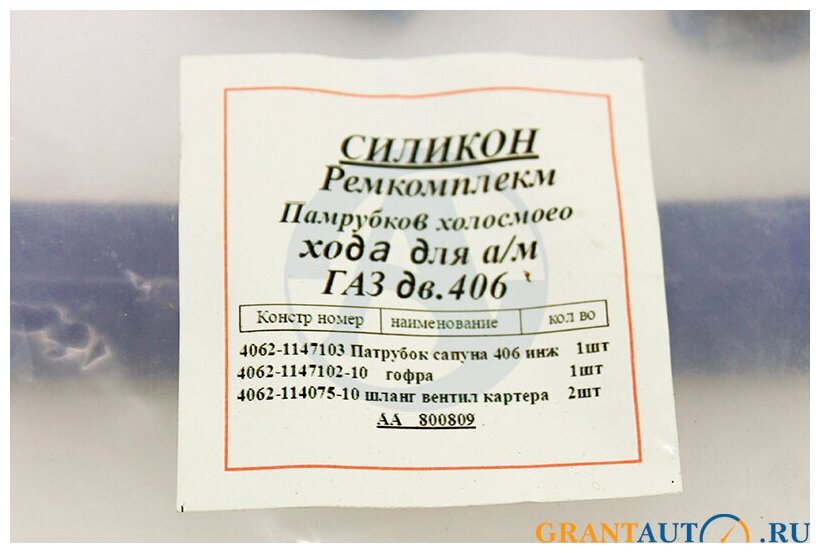 СИЛИКОН
Ремкомплекм
Памрубков холосмоео
хода для а/м
ГАЗ дв.406
Констр номер наименование кол во
4062-1147103 Патрубок сапуна 406 инж 1шт
4062-1147102-10 гофра 1шт
4062-114075-10 шланг вентил картера 2шт
АА 800809
GRANTAUTO.RU